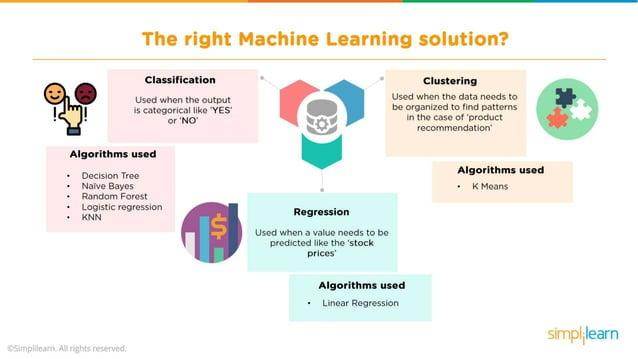 The right Machine Learning solution?
Classification
Used when the output
is categorical like ‘YES’
or ‘NO’
Algorithms used
• Decision Tree
• Naïve Bayes
• Random Forest
• Logistic regression
• KNN
Clustering
Used when the data needs to
be organized to find patterns
in the case of ‘product
recommendation’
Algorithms used
• K Means
$
Regression
Used when a value needs to be
predicted like the ‘stock
prices’
Algorithms used
• Linear Regression
©Simplilearn. All rights reserved.
simplilearn